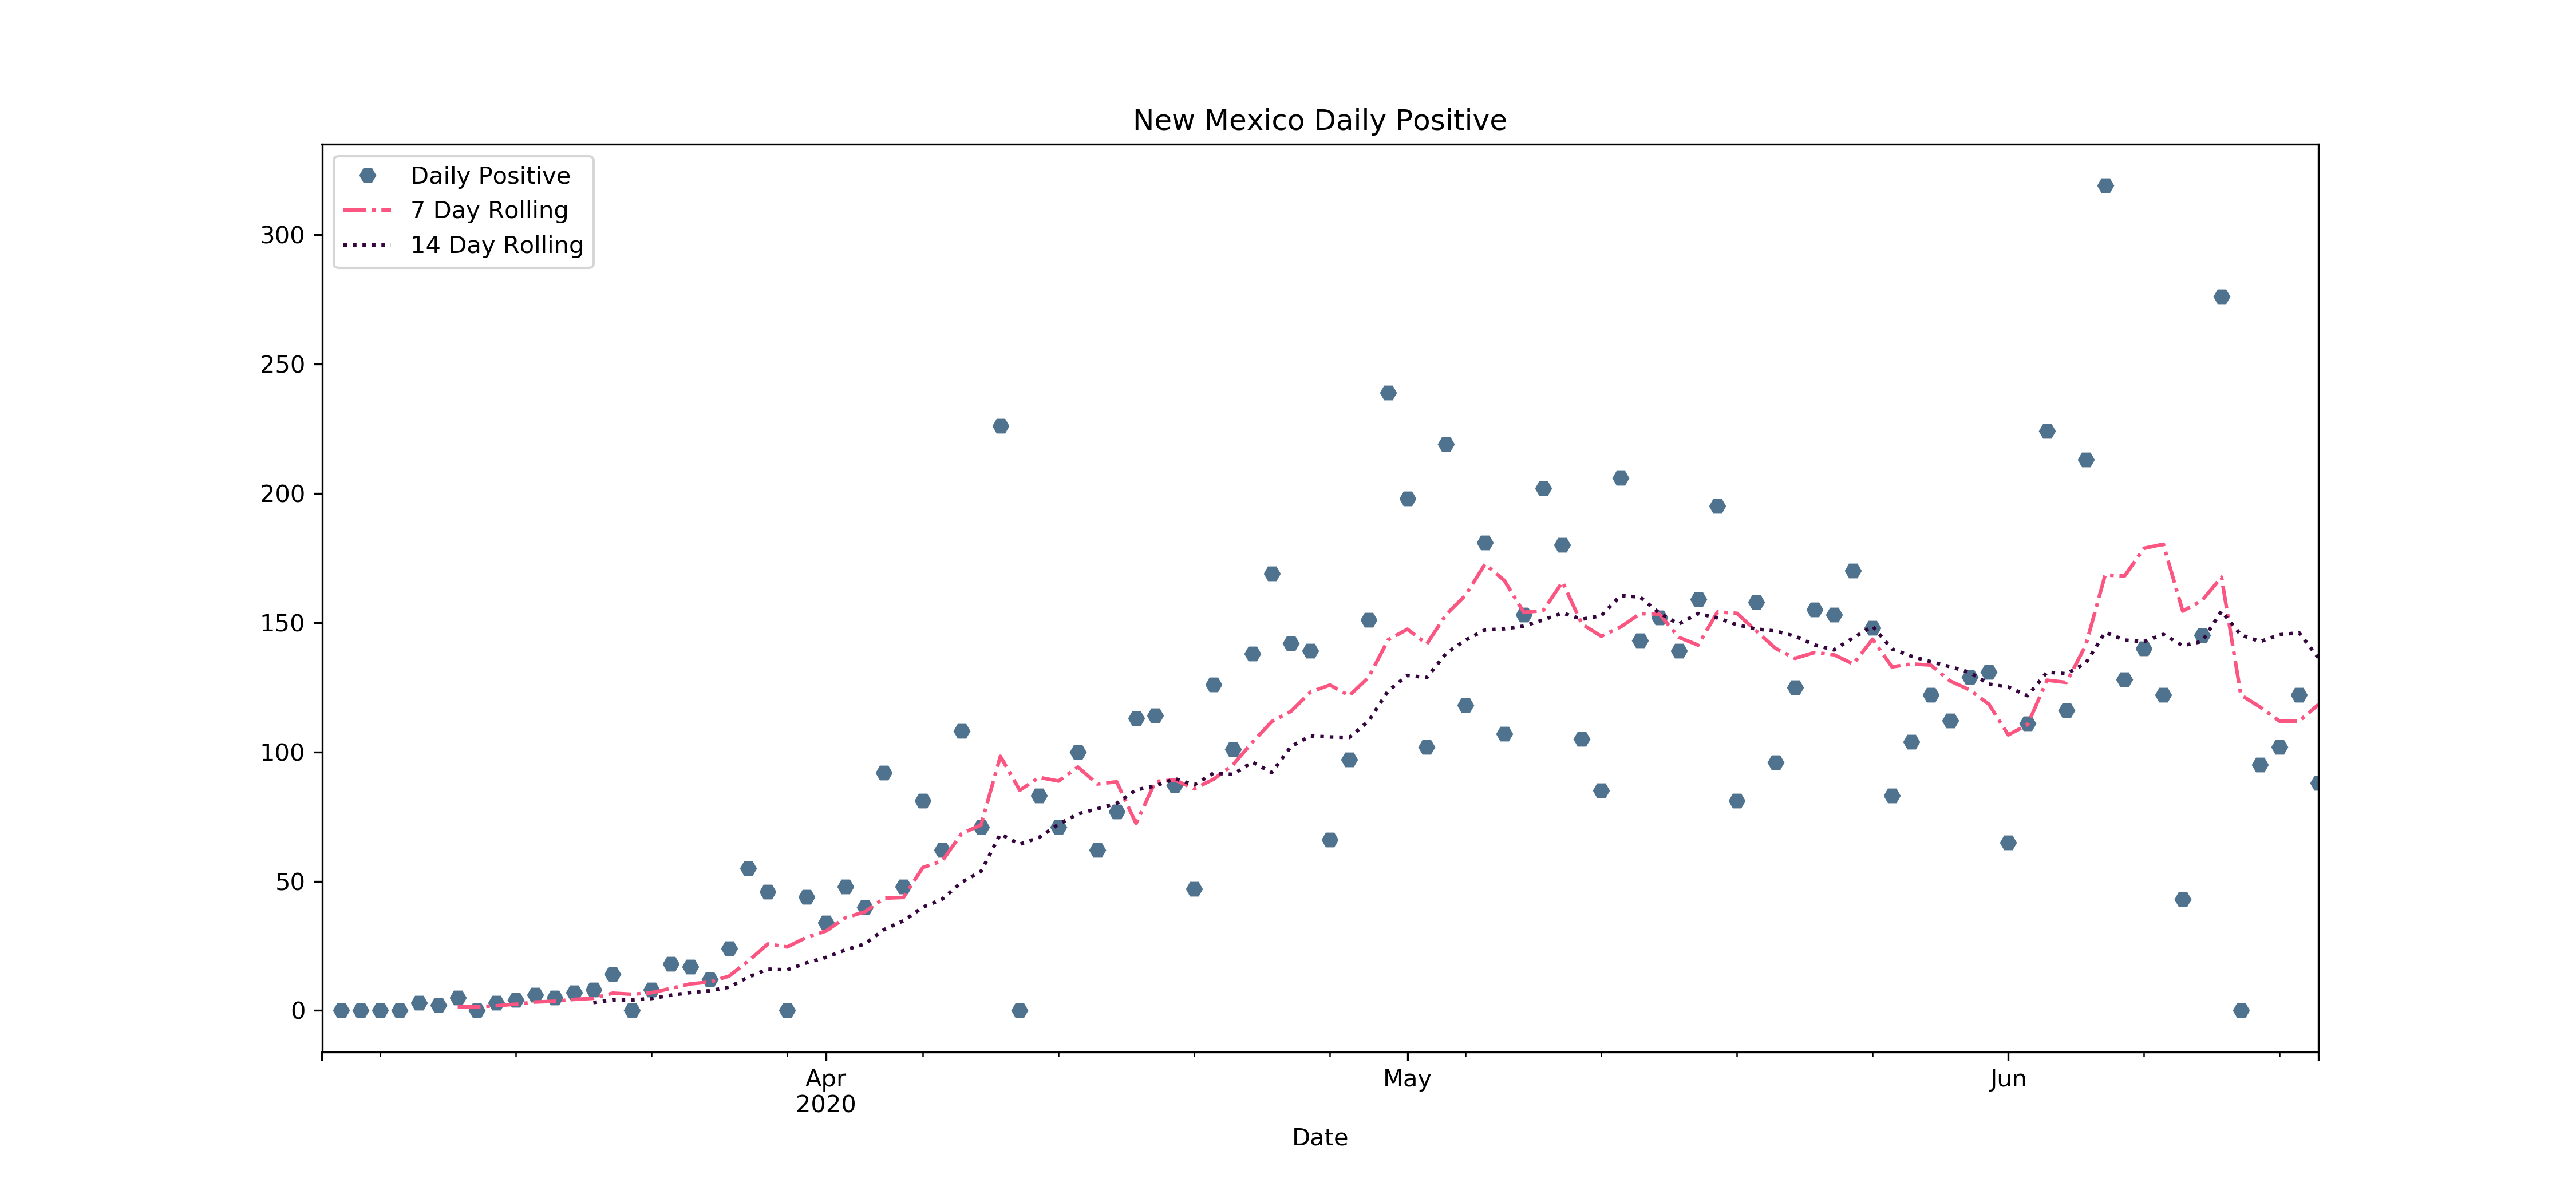 New Mexico Daily Positive
Daily Positive
7 Day Rolling
14 Day Rolling
300
250
200
150
100
50
0
Apr
2020
May
Jun
Date